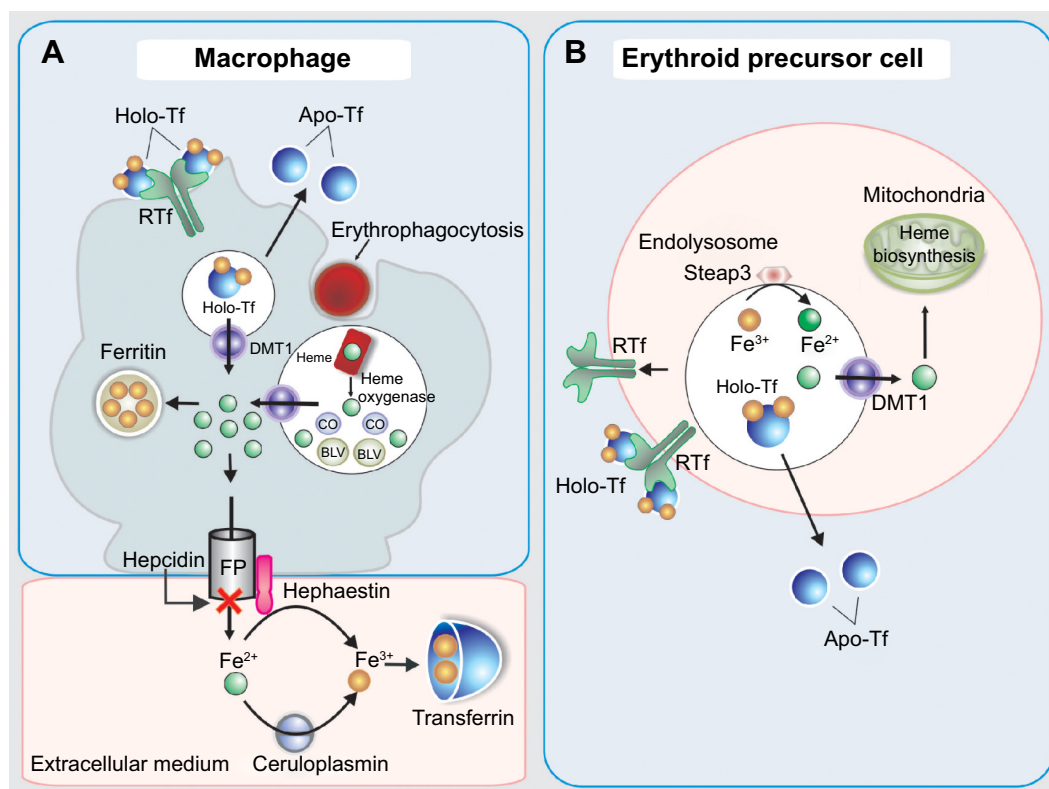 A
Macrophage
Holo-Tf
Apo-Tf
RTf
Erythrophagocytosis
Holo-Tf
DMT1
Heme
Heme
oxygenase
CO
CO
BLV
BLV
Ferritin
Hepcidin
FP
Hephaestin
Fe2+
Fe3+
Transferrin
Extracellular medium
Ceruloplasmin
B
Erythroid precursor cell
Mitochondria
Heme
biosynthesis
Endolysosome
Steap3
Fe3+
Fe2+
RTf
Holo-Tf
DMT1
RTf
Holo-Tf
Apo-Tf